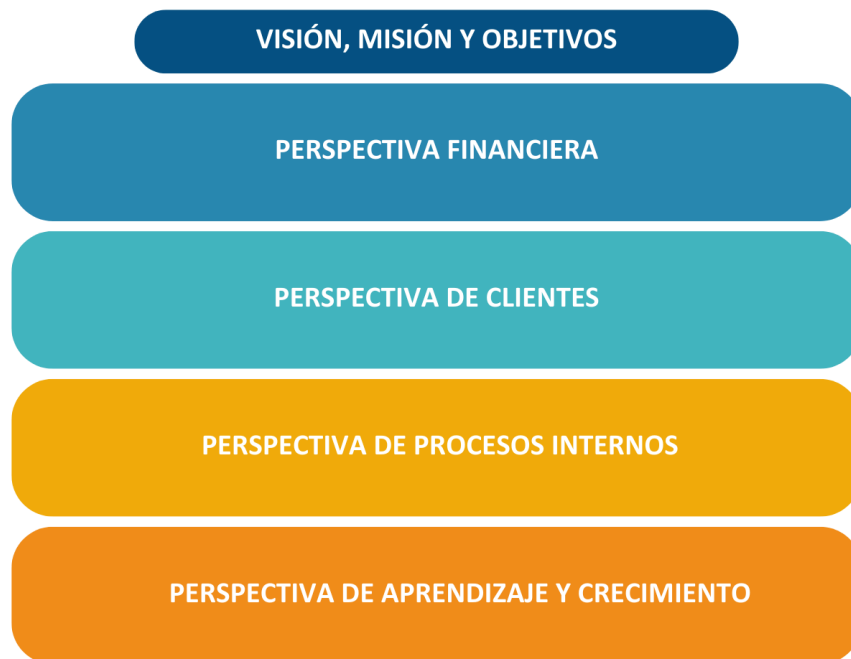 VISIÓN, MISIÓN Y OBJETIVOS
PERSPECTIVA FINANCIERA
PERSPECTIVA DE CLIENTES
PERSPECTIVA DE PROCESOS INTERNOS
PERSPECTIVA DE APRENDIZAJE Y CRECIMIENTO